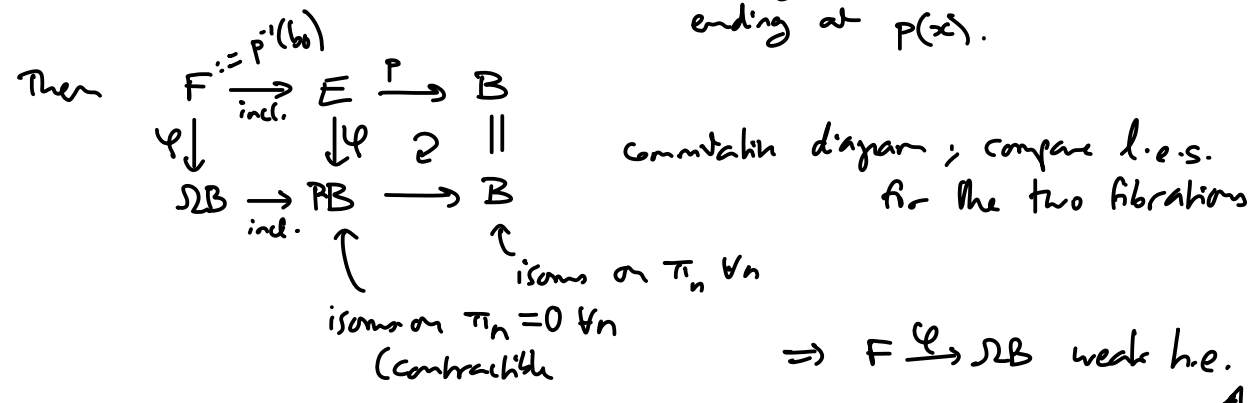 ending at p(x).
Then F := p⁻¹(b₀) →incl. E →p B
φ↓ ↓φ ↻ ||
ΩB →incl. PB → B
commutative diagram; compare l.e.s.
for the two fibrations
isoms on πₙ ∀n
isoms on πₙ = 0 ∀n
(contractible
⇒ F →φ ΩB weak h.e.